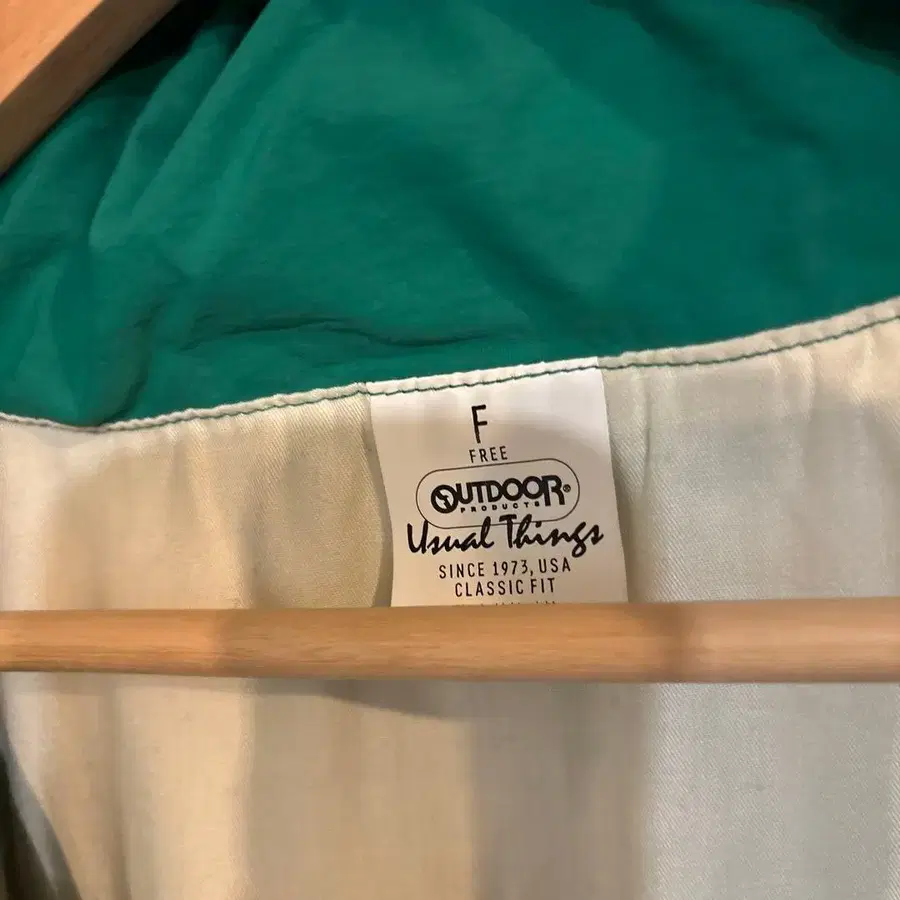 F
FREE
OUTDOOR®
PRODUCTS
Usual Things
SINCE 1973, USA
CLASSIC FIT